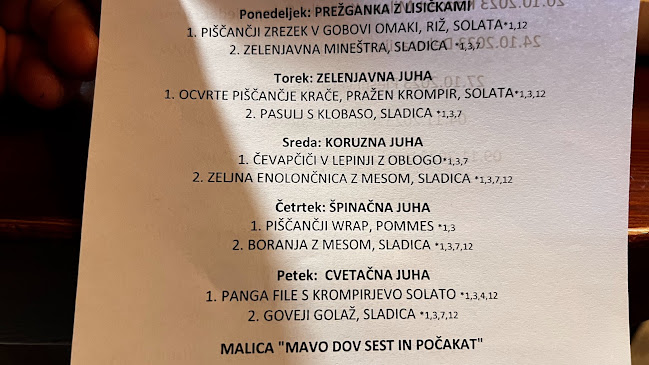 Ponedeljek: PREŽGANKA Z LISIČKAMI
1. PIŠČANČJI ZREZEK V GOBOVI OMAKI, RIŽ, SOLATA*1,12
2. ZELENJAVNA MINEŠTRA, SLADICA *1,3,7
Torek: ZELENJAVNA JUHA
1. OCVRTE PIŠČANČJE KRAČE, PRAŽEN KROMPIR, SOLATA*1,3,12
2. PASULJ S KLOBASO, SLADICA *1,3,7
Sreda: KORUZNA JUHA
1. ČEVAPČIČI V LEPINJI Z OBLOGO*1,3,7
2. ZELJNA ENOLONČNICA Z MESOM, SLADICA *1,3,7,12
Četrtek: ŠPINAČNA JUHA
1. PIŠČANČJI WRAP, POMMES *1,3
2. BORANJA Z MESOM, SLADICA *1,3,7,12
Petek: CVETAČNA JUHA
1. PANGA FILE S KROMPIRJEVO SOLATO *1,3,4,12
2. GOVEJI GOLAŽ, SLADICA *1,3,7,12
MALICA "MAVO DOV SEST IN POČAKAT"